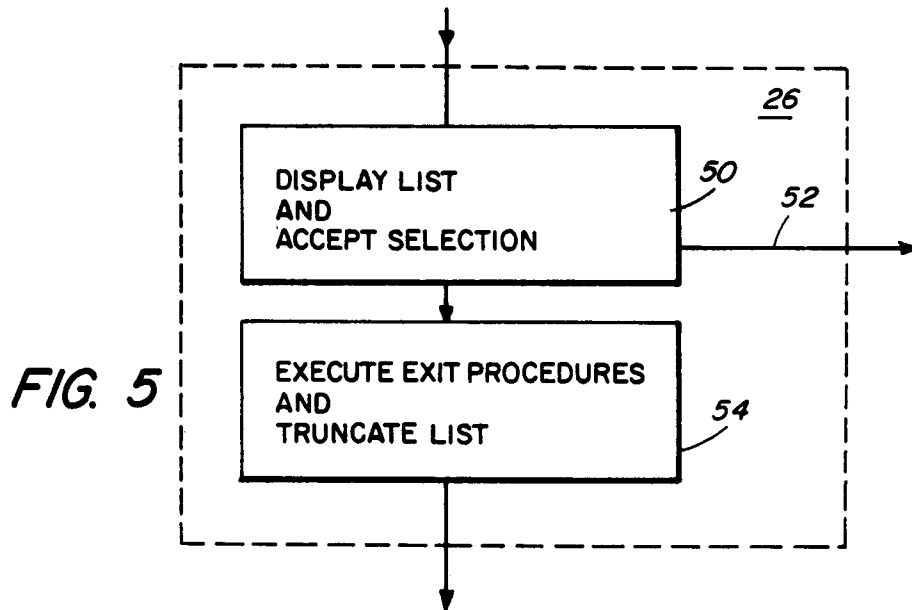 26
DISPLAY LIST
AND
ACCEPT SELECTION
50
52
EXECUTE EXIT PROCEDURES
AND
TRUNCATE LIST
54
FIG. 5